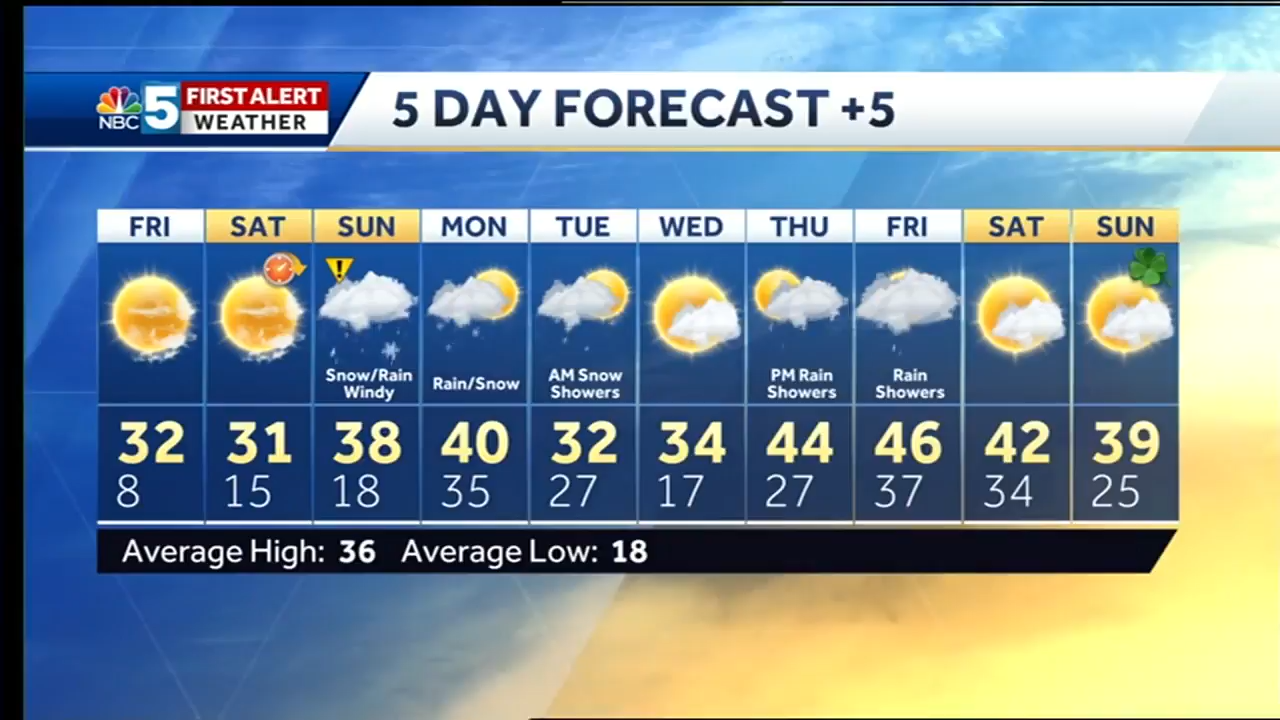 NBC 5 FIRST ALERT WEATHER
5 DAY FORECAST +5
FRI SAT SUN MON TUE WED THU FRI SAT SUN
Snow/Rain Windy
Rain/Snow
AM Snow Showers
PM Rain Showers
Rain Showers
32 31 38 40 32 34 44 46 42 39
8 15 18 35 27 17 27 37 34 25
Average High: 36 Average Low: 18